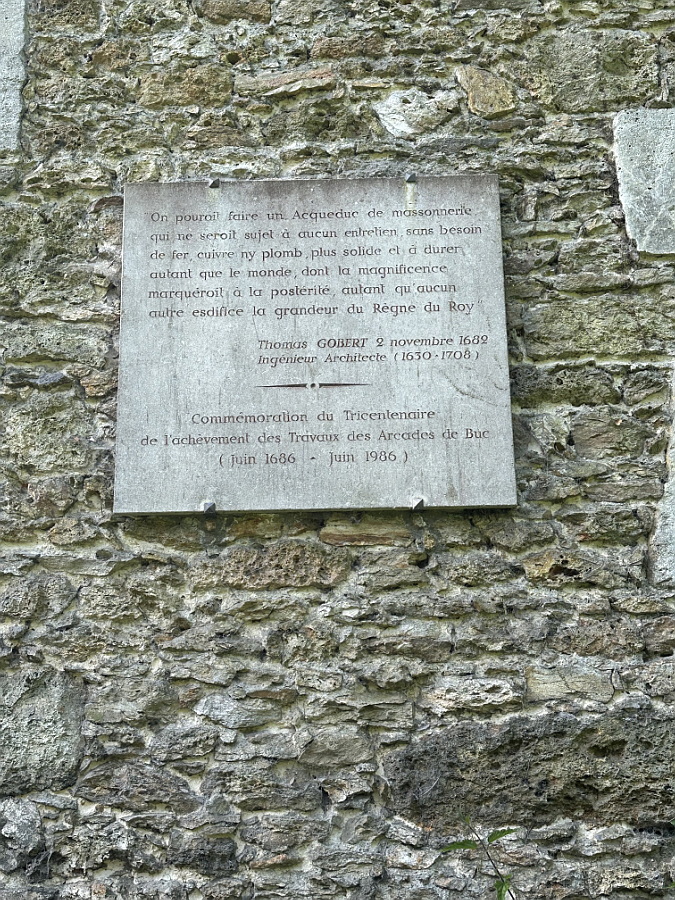 "On pouroit faire un Acqueduc de massonnerie,
qui ne seroit sujet à aucun entretien, sans besoin
de fer, cuivre ny plomb, plus solide et à durer
autant que le monde, dont la magnificence
marquéroit à la postérité, autant qu'aucun
autre esdifice la grandeur du Règne du Roy"
Thomas GOBERT 2 novembre 1682
Ingénieur Architecte (1630-1708)
Commémoration du Tricentenaire
de l'achèvement des Travaux des Arcades de Buc
(Juin 1686 - Juin 1986)